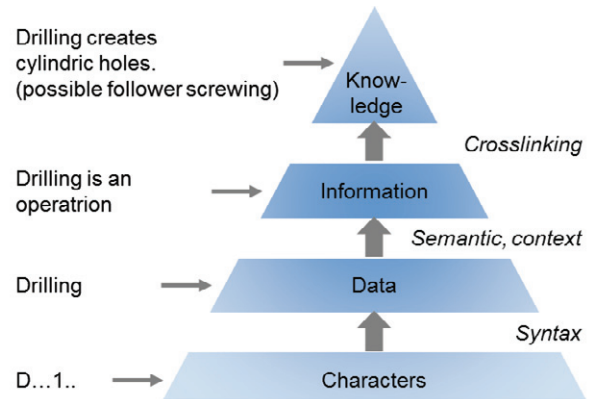 Drilling creates
cylindric holes.
(possible follower screwing)
Know-
ledge
Crosslinking
Drilling is an
operatrion
Information
Semantic, context
Drilling
Data
Syntax
D…1..
Characters